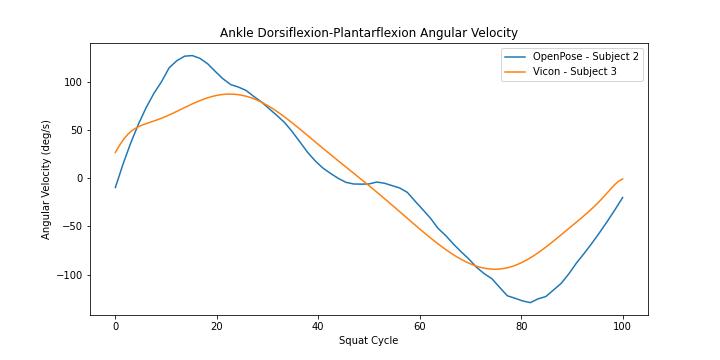 Ankle Dorsiflexion-Plantarflexion Angular Velocity
OpenPose - Subject 2
Vicon - Subject 3
Angular Velocity (deg/s)
100
50
0
−50
−100
0 20 40 60 80 100
Squat Cycle